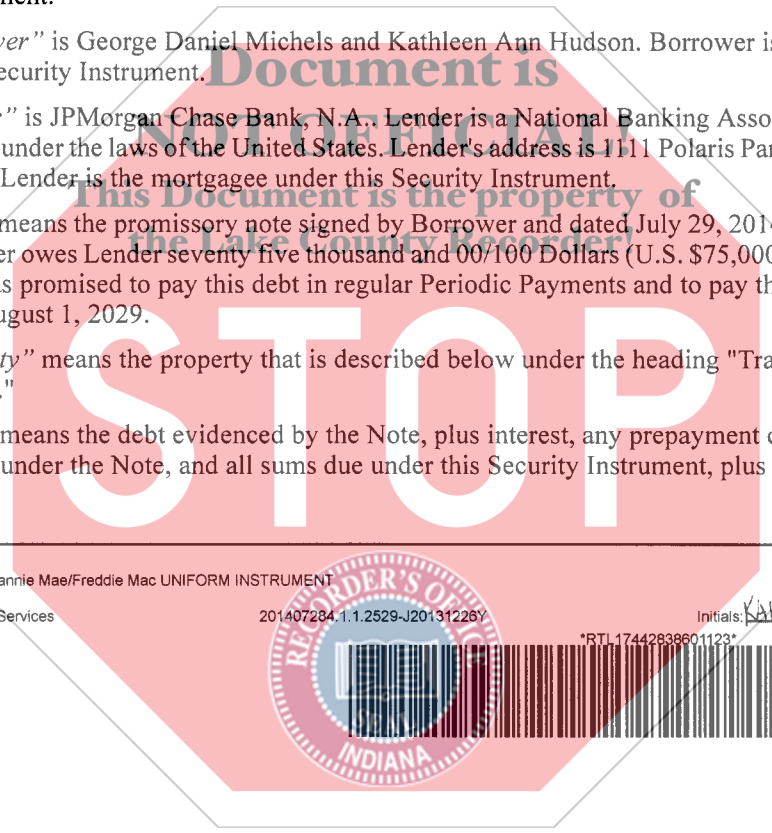 nent.
ver” is George Daniel Michels and Kathleen Ann Hudson. Borrower is
ecurity Instrument.
Document is
” is JPMorgan Chase Bank, N.A.. Lender is a National Banking Asso
NOT OFFICIAL!
under the laws of the United States. Lender's address is 1111 Polaris Par
Lender is the mortgagee under this Security Instrument.
This Document is the property of
means the promissory note signed by Borrower and dated July 29, 201
the Lake County Recorder!
er owes Lender seventy five thousand and 00/100 Dollars (U.S. $75,000
s promised to pay this debt in regular Periodic Payments and to pay th
ugust 1, 2029.
STOP
ty” means the property that is described below under the heading "Tra
."
means the debt evidenced by the Note, plus interest, any prepayment
under the Note, and all sums due under this Security Instrument, plus
annie Mae/Freddie Mac UNIFORM INSTRUMENT
Services
201407284.1.1.2529-J20131226Y
Initials:
*RTL17442838601123*
RECORDER'S OFFICE
SEAL
INDIANA